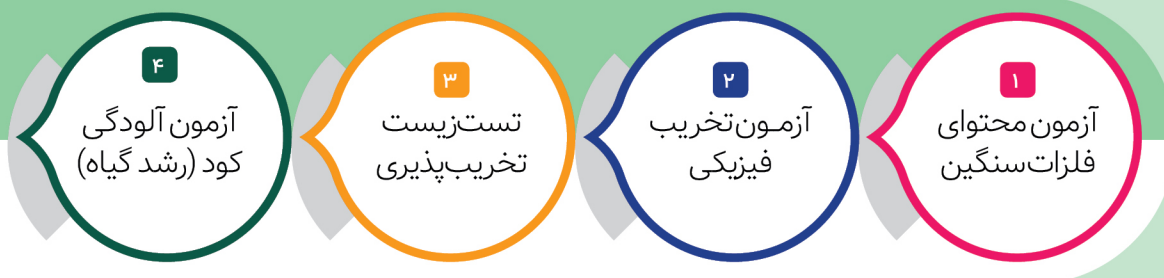 ۱
آزمون محتوای
فلزات سنگین
۲
آزمون تخریب
فیزیکی
۳
تست زیست
تخریب‌پذیری
۴
آزمون آلودگی
کود (رشد گیاه)